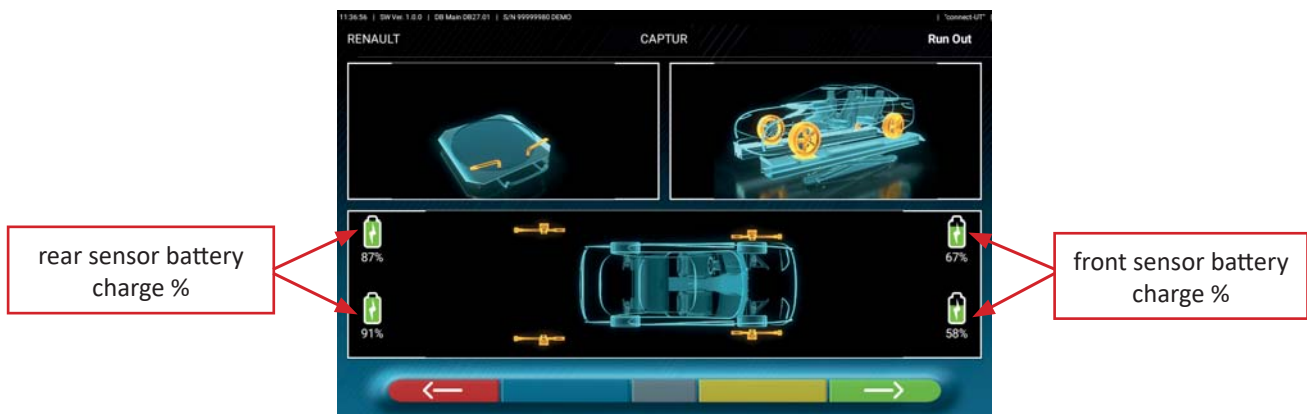 11:36:56 | SW Ver. 1.0.0 | DB Main DB27.01 | S/N 99999980 DEMO | "connect-UT" |
RENAULT CAPTUR Run Out
87% 67%
rear sensor battery
charge %
front sensor battery
charge %
91% 58%